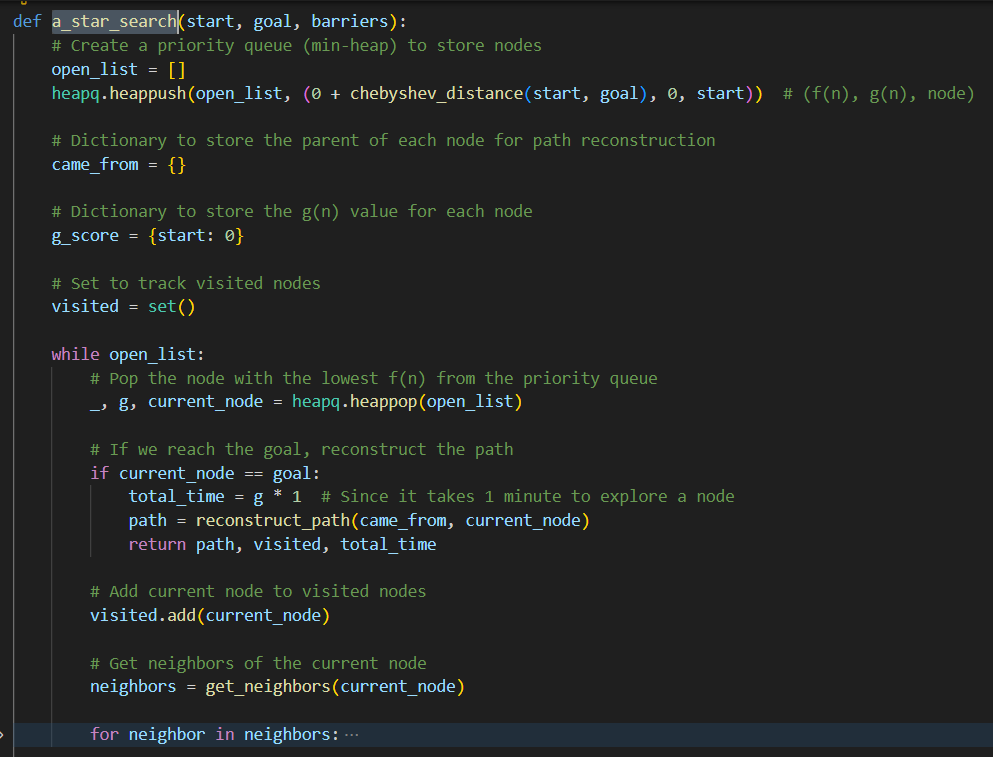 def a_star_search(start, goal, barriers):
# Create a priority queue (min-heap) to store nodes
open_list = []
heapq.heappush(open_list, (0 + chebyshev_distance(start, goal), 0, start))  # (f(n), g(n), node)
# Dictionary to store the parent of each node for path reconstruction
came_from = {}
# Dictionary to store the g(n) value for each node
g_score = {start: 0}
# Set to track visited nodes
visited = set()
while open_list:
# Pop the node with the lowest f(n) from the priority queue
_, g, current_node = heapq.heappop(open_list)
# If we reach the goal, reconstruct the path
if current_node == goal:
total_time = g * 1  # Since it takes 1 minute to explore a node
path = reconstruct_path(came_from, current_node)
return path, visited, total_time
# Add current node to visited nodes
visited.add(current_node)
# Get neighbors of the current node
neighbors = get_neighbors(current_node)
for neighbor in neighbors: ···